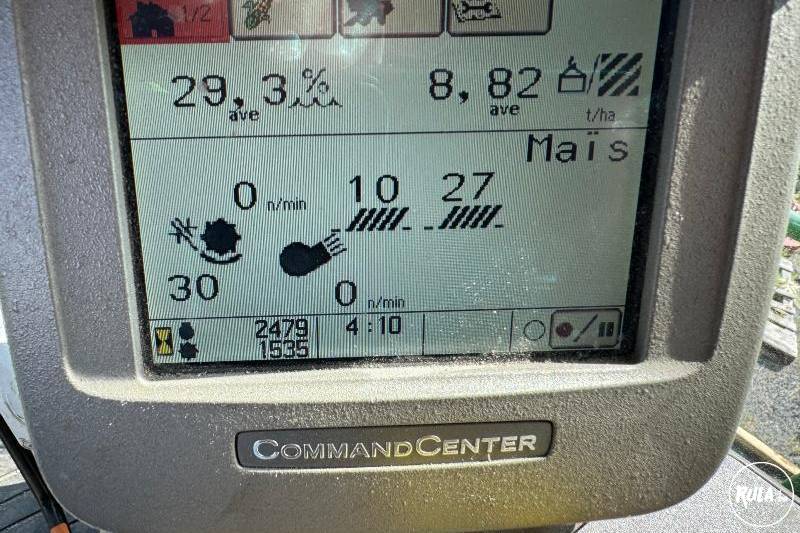 1/2
29,3 %
ave
8,82
ave
t/ha
Maïs
0 n/min
10
27
30
0 n/min
2479
1535
4:10
COMMANDCENTER
RULA